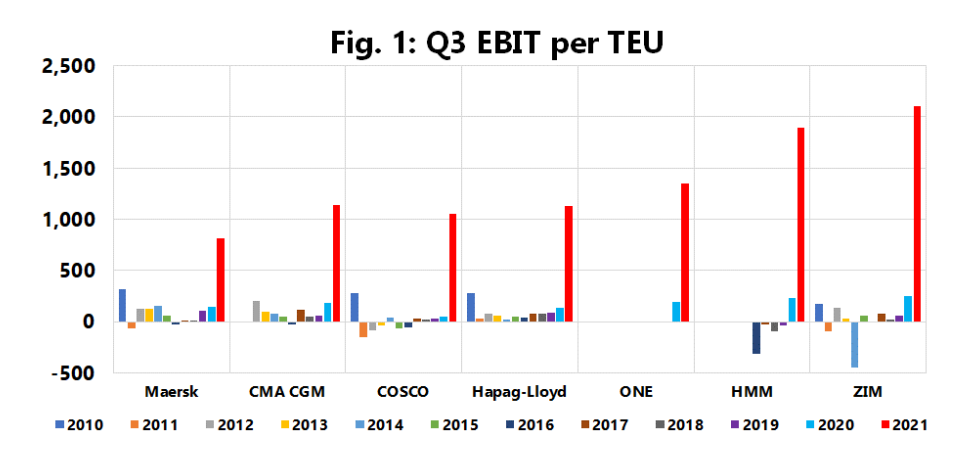 Fig. 1: Q3 EBIT per TEU
2,500
2,000
1,500
1,000
500
0
-500
Maersk CMA CGM COSCO Hapag-Lloyd ONE HMM ZIM
2010 2011 2012 2013 2014 2015 2016 2017 2018 2019 2020 2021